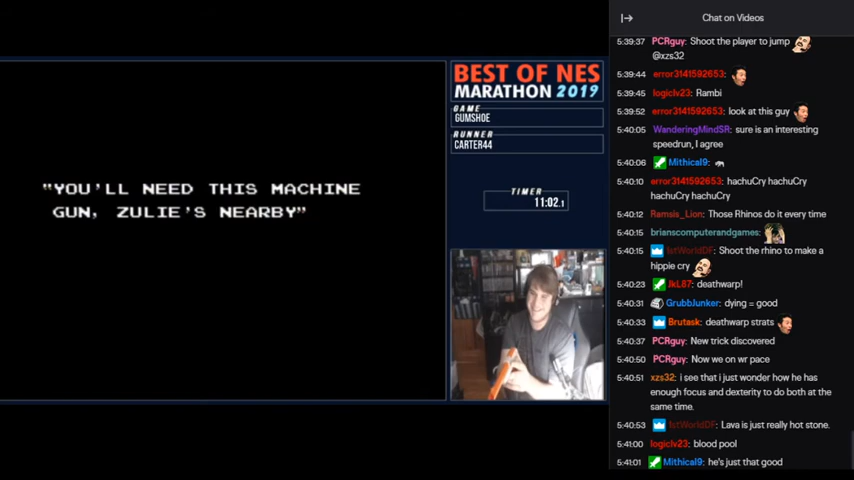 Chat on Videos
5:39:37 PCRguy: Shoot the player to jump
@xzs32
5:39:44 error3141592653:
5:39:45 logiclv23: Rambi
5:39:52 error3141592653: look at this guy
5:40:05 WanderingMindSR: sure is an interesting
speedrun, I agree
5:40:06 Mithical9:
5:40:10 error3141592653: hachuCry hachuCry
hachuCry hachuCry
5:40:12 Ramsis_Lion: Those Rhinos do it every time
5:40:15 brianscomputerandgames:
5:40:15 1stWorldDF: Shoot the rhino to make a
hippie cry
5:40:23 JkL87: deathwarp!
5:40:31 GrubbJunker: dying = good
5:40:33 Brutask: deathwarp strats
5:40:37 PCRguy: New trick discovered
5:40:50 PCRguy: Now we on wr pace
5:40:51 xzs32: i see that i just wonder how he has
enough focus and dexterity to do both at the
same time.
5:40:53 1stWorldDF: Lava is just really hot stone.
5:41:00 logiclv23: blood pool
5:41:01 Mithical9: he's just that good
BEST OF NES
MARATHON 2019
GAME
GUMSHOE
RUNNER
CARTER44
TIMER
11:02.1
"YOU'LL NEED THIS MACHINE
GUN, ZULIE'S NEARBY"